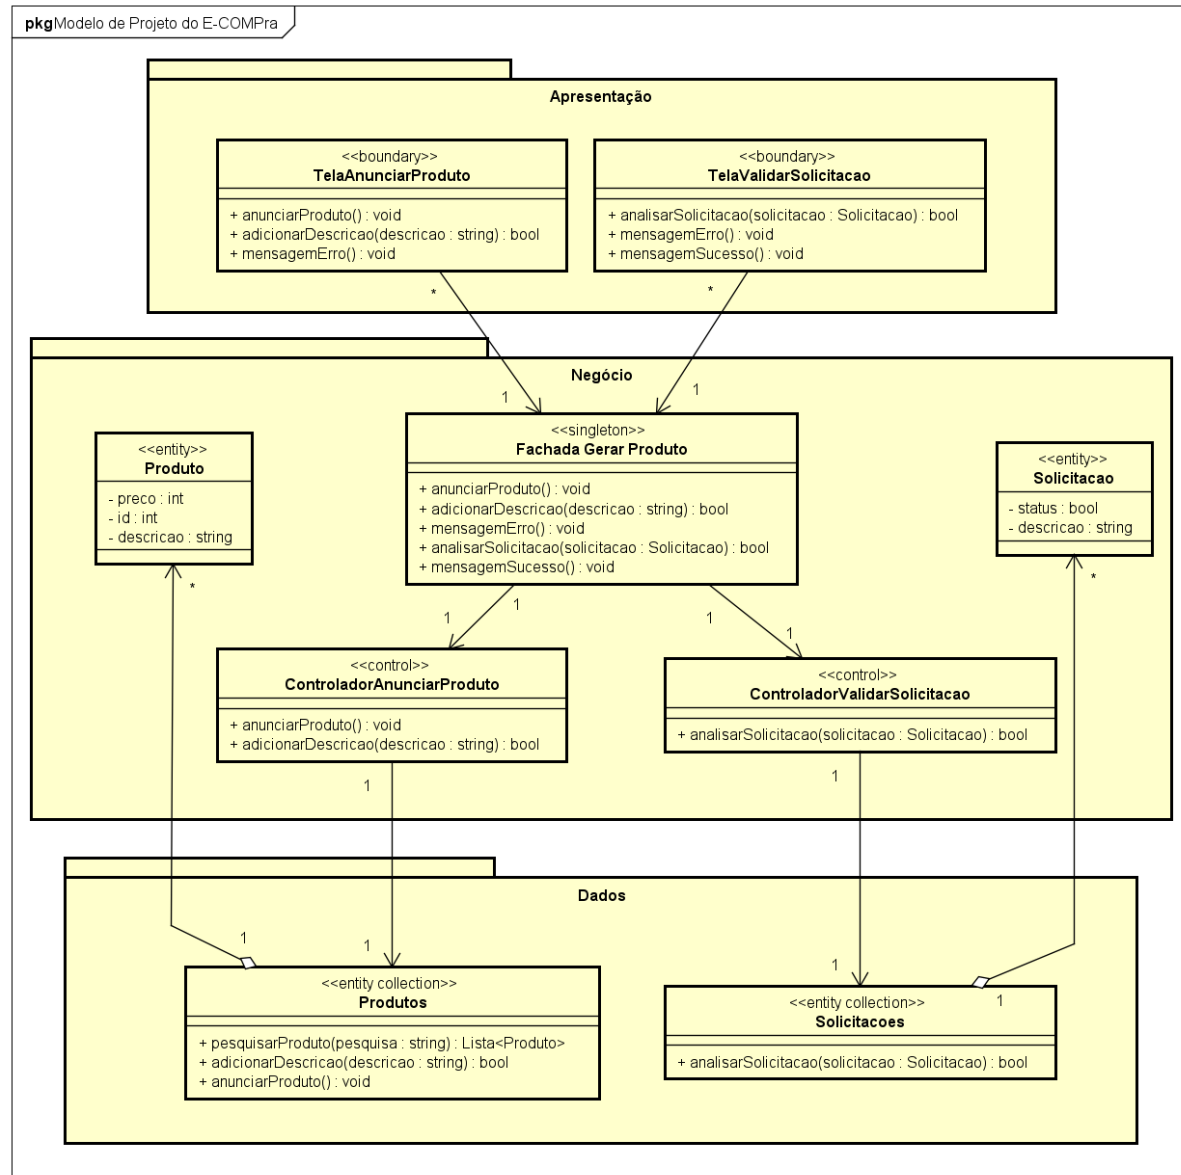 pkg Modelo de Projeto do E-COMPra
Apresentação
<<boundary>>
TelaAnunciarProduto
+ anunciarProduto() : void
+ adicionarDescricao(descricao : string) : bool
+ mensagemErro() : void
<<boundary>>
TelaValidarSolicitacao
+ analisarSolicitacao(solicitacao : Solicitacao) : bool
+ mensagemErro() : void
+ mensagemSucesso() : void
*
*
Negócio
1
1
<<entity>>
Produto
- preco : int
- id : int
- descricao : string
*
<<singleton>>
Fachada Gerar Produto
+ anunciarProduto() : void
+ adicionarDescricao(descricao : string) : bool
+ mensagemErro() : void
+ analisarSolicitacao(solicitacao : Solicitacao) : bool
+ mensagemSucesso() : void
<<entity>>
Solicitacao
- status : bool
- descricao : string
*
1
1
1
1
<<control>>
ControladorAnunciarProduto
+ anunciarProduto() : void
+ adicionarDescricao(descricao : string) : bool
1
<<control>>
ControladorValidarSolicitacao
+ analisarSolicitacao(solicitacao : Solicitacao) : bool
1
Dados
1
1
1
1
<<entity collection>>
Produtos
+ pesquisarProduto(pesquisa : string) : Lista<Produto>
+ adicionarDescricao(descricao : string) : bool
+ anunciarProduto() : void
<<entity collection>>
Solicitacoes
+ analisarSolicitacao(solicitacao : Solicitacao) : bool